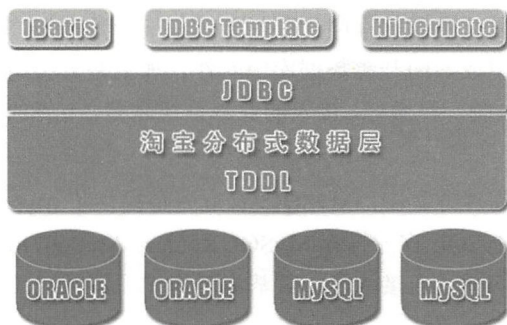 IBatis JDBC Template Hibernate
JDBC
淘宝分布式数据层
TDDL
ORACLE ORACLE MySQL MySQL